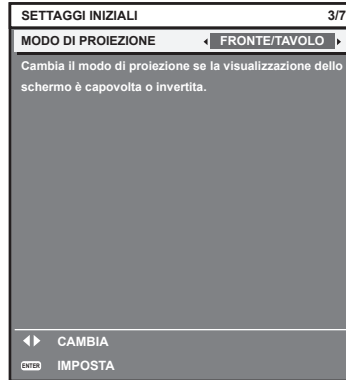 SETTAGGI INIZIALI 3/7
MODO DI PROIEZIONE FRONTE/TAVOLO
Cambia il modo di proiezione se la visualizzazione dello
schermo è capovolta o invertita.
CAMBIA
ENTER IMPOSTA